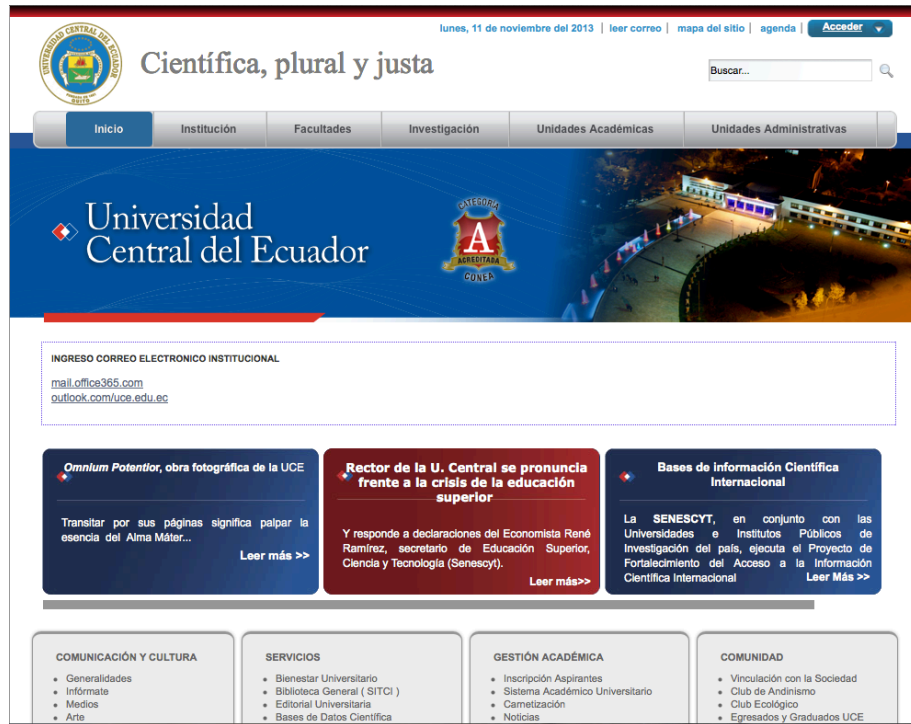 lunes, 11 de noviembre del 2013 | leer correo | mapa del sitio | agenda | Acceder
UNIVERSIDAD CENTRAL DEL ECUADOR
QUITO
Científica, plural y justa
Buscar...
Inicio
Institución
Facultades
Investigación
Unidades Académicas
Unidades Administrativas
Universidad
Central del Ecuador
CATEGORIA
A
ACREDITADA
CONEA
INGRESO CORREO ELECTRONICO INSTITUCIONAL
mail.office365.com
outlook.com/uce.edu.ec
Omnium Potentior, obra fotográfica de la UCE
Transitar por sus páginas significa palpar la
esencia del Alma Máter...
Leer más >>
Rector de la U. Central se pronuncia
frente a la crisis de la educación
superior
Y responde a declaraciones del Economista René
Ramírez, secretario de Educación Superior,
Ciencia y Tecnología (Senescyt).
Leer más>>
Bases de información Científica
Internacional
La SENESCYT, en conjunto con las
Universidades e Institutos Públicos de
Investigación del país, ejecuta el Proyecto de
Fortalecimiento del Acceso a la Información
Científica Internacional Leer Más >>
COMUNICACIÓN Y CULTURA
Generalidades
Infórmate
Medios
Arte
SERVICIOS
Bienestar Universitario
Biblioteca General ( SITCI )
Editorial Universitaria
Bases de Datos Científica
GESTIÓN ACADÉMICA
Inscripción Aspirantes
Sistema Académico Universitario
Carnetización
Noticias
COMUNIDAD
Vinculación con la Sociedad
Club de Andinismo
Club Ecológico
Egresados y Graduados UCE